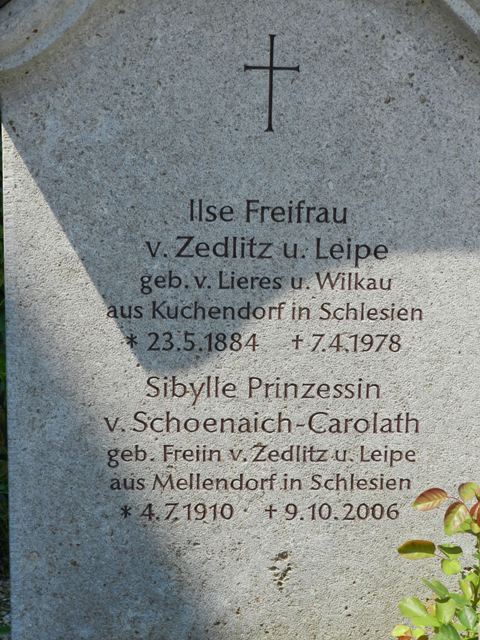 Ilse Freifrau
v. Zedlitz u. Leipe
geb. v. Lieres u. Wilkau
aus Kuchendorf in Schlesien
* 23.5.1884 +7.4.1978
Sibylle Prinzessin
v. Schoenaich-Carolath
geb. Freiin v. Zedlitz u. Leipe
aus Mellendorf in Schlesien
* 4.7.1910 +9.10.2006